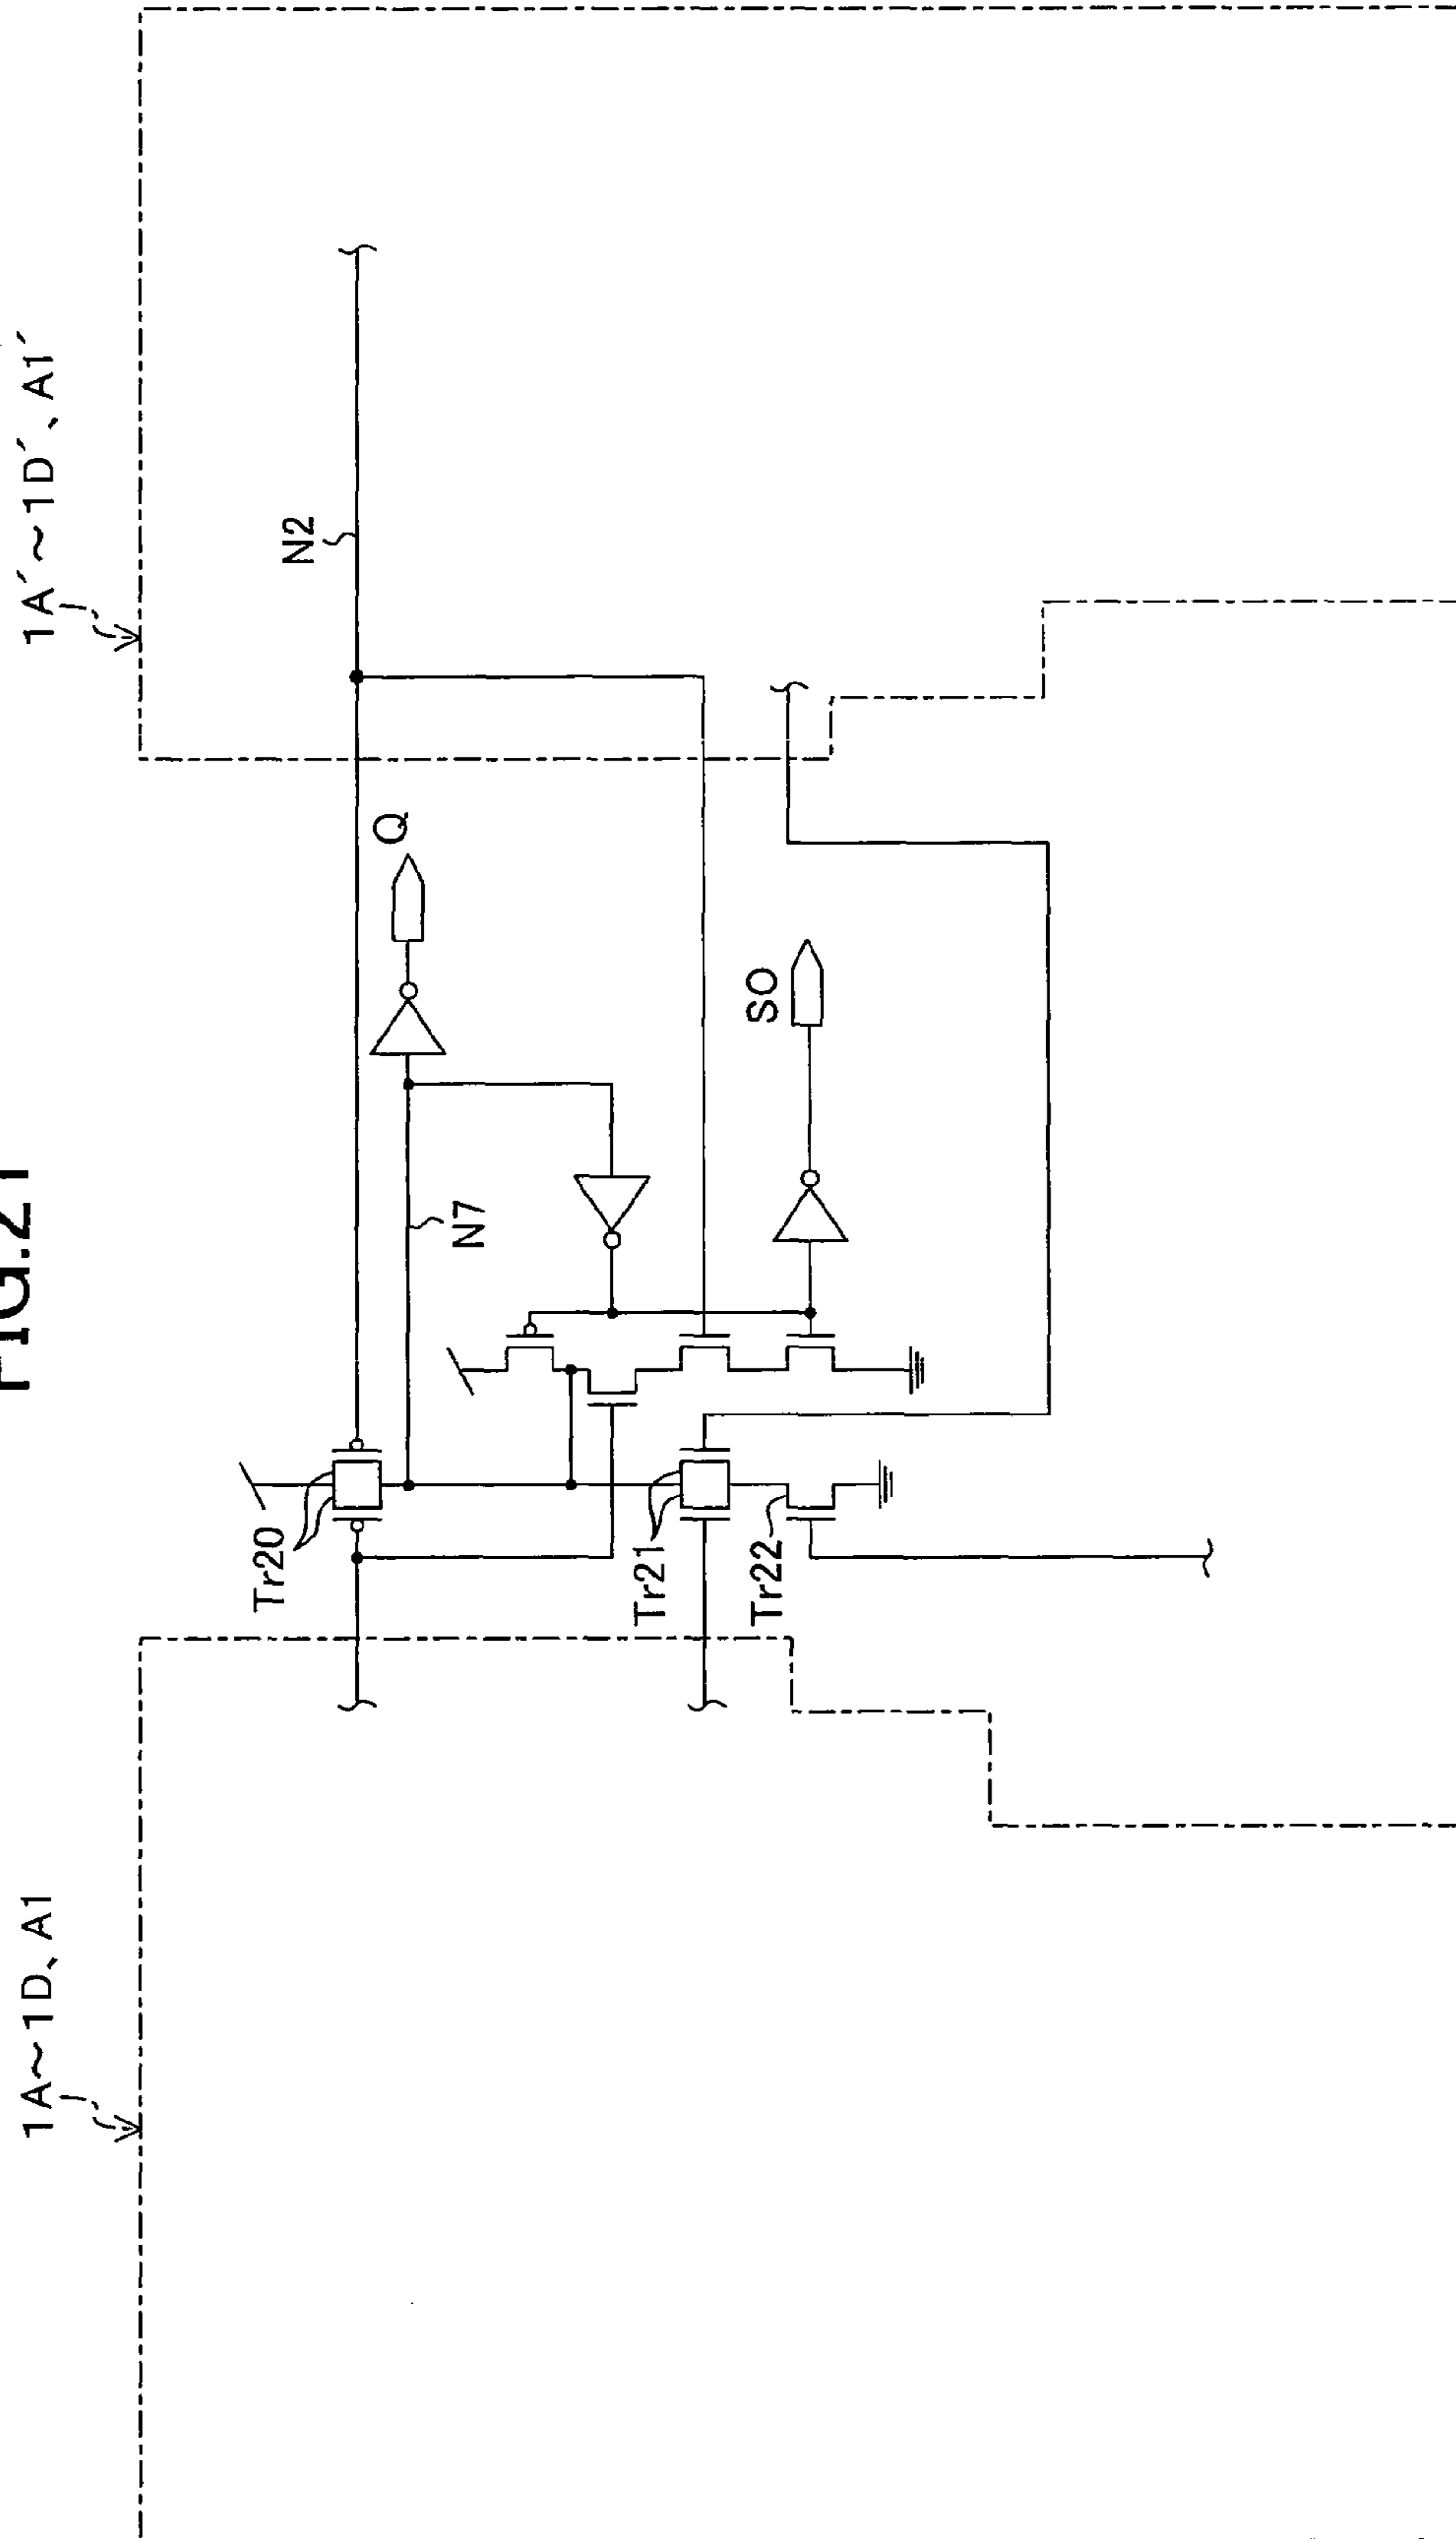 FIG.21
1A~1D、A1
1A´~1D´、A1´
N2
Q
Tr20
N7
SO
Tr21
Tr22